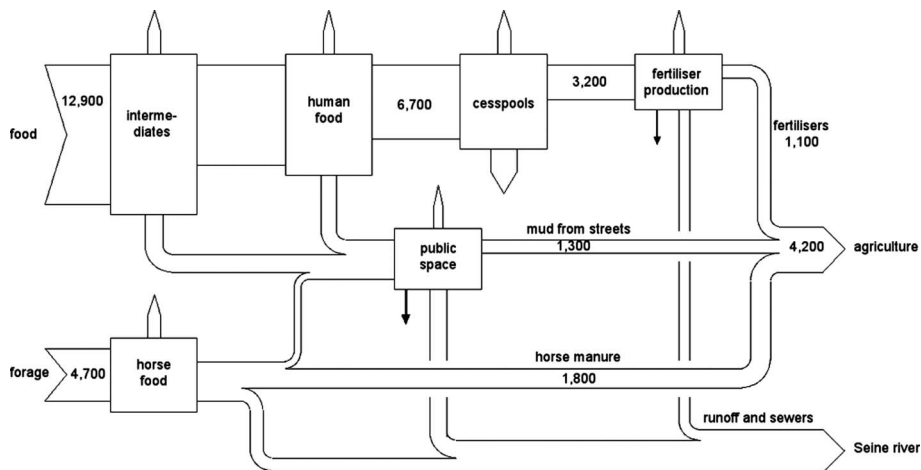 food
12,900
interme-
diates
human
food
6,700
cesspools
3,200
fertiliser
production
fertilisers
1,100
mud from streets
1,300
public
space
4,200
agriculture
forage
4,700
horse
food
horse manure
1,800
runoff and sewers
Seine river